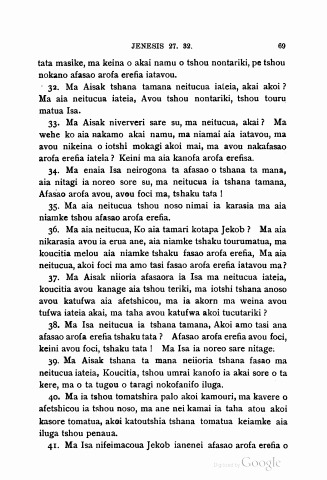 JENESIS 27. 32. 69
tata masike, ma keina o akai namu o tshou nontariki, pe tshou
nokano afasao arofa erefia iatavou.
32. Ma Aisak tshana tamana neitucua iateia, akai akoi?
Ma aia neitucua iateia, Avou tshou nontariki, tshou touru
matua Isa.
33. Ma Aisak niververi sare su, ma neitucua, akai? Ma
wehe ko aia nakamo akai namu, ma niamai aia iatavou, ma
avou nikeina o iotshi mokagi akoi mai, ma avou nakafasao
arofa erefia iateia? Keini ma aia kanofa arofa erefisa.
34. Ma enaia Isa neirogona ta afasao o tshana ta mana,
aia nitagi ia noreo sore su, ma neitucua ia tshana tamana,
Afasao arofa avou, avou foci ma, tshaku tata!
35. Ma aia neitucua tshou noso nimai ia karasia ma aia
niamke tshou afasao arofa erefia.
36. Ma aia neitucua, Ko aia tamari kotapa Jekob? Ma aia
nikarasia avou ia erua ane, aia niamke tshaku tourumatua, ma
koucitia melou aia niamke tshaku fasao arofa erefia, Ma aia
neitucua, akoi foci ma amo tasi fasao arofa erefia iatavou ma?
37. Ma Aisak niioria afasaora ia Isa ma neitucua iateia,
koucitia avou kanage aia tshou teriki, ma iotshi tshana anoso
avou katufwa aia afetshicou, ma ia akorn ma weina avou
tufwa iateia akai, ma taha avou katufwa akoi tucutariki?
38. Ma Isa neitucua ia tshana tamana, Akoi amo tasi ana
afasao arofa erefia tshaku tata? Afasao arofa erefia avou foci,
keini avou foci, tshaku tata! Ma Isa ia noreo sare nitage.
39. Ma Aisak tshana ta mana neiioria tshana fasao ma
neitucua iateia, Koucitia, tshou umrai kanofo ia akai sore o ta
kere, ma o ta tugou o taragi nokofanifo iluga.
40. Ma ia tshou tomatshira palo akoi kamouri, ma kavere o
afetshicou ia tshou noso, ma ane nei kamai ia taha atou akoi
kasore tomatua, akoi katoutshia tshana tomatua keiamke aia
iluga tshou penaua.
41. Ma Isa nifeimacoua Jekob ianenei afasao arofa erefia o
Digitized by Google